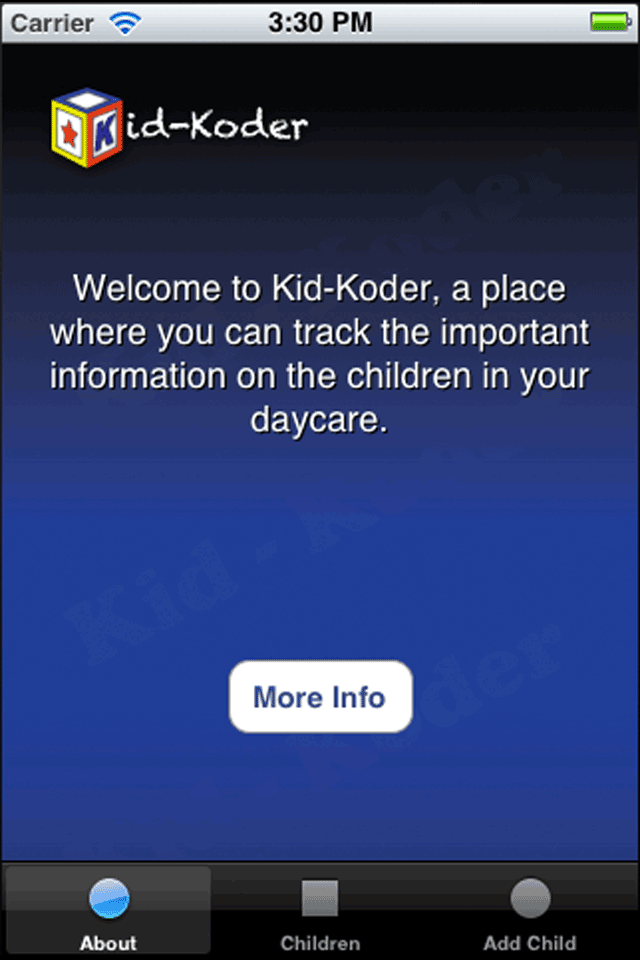 Carrier 3:30 PM
Kid-Koder
Welcome to Kid-Koder, a place
where you can track the important
information on the children in your
daycare.
Kid - Koder
More Info
About Children Add Child